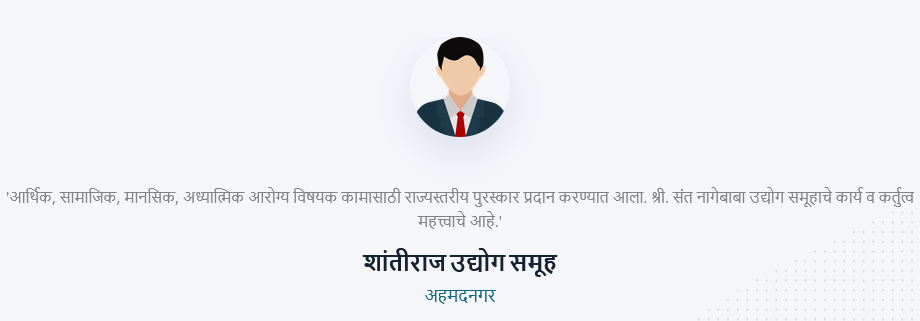 'आर्थिक, सामाजिक, मानसिक, अध्यात्मिक आरोग्य विषयक कामासाठी राज्यस्तरीय पुरस्कार प्रदान करण्यात आला. श्री. संत नागेबाबा उद्योग समूहाचे कार्य व कर्तुत्व
महत्त्वाचे आहे.'
शांतीराज उद्योग समूह
अहमदनगर